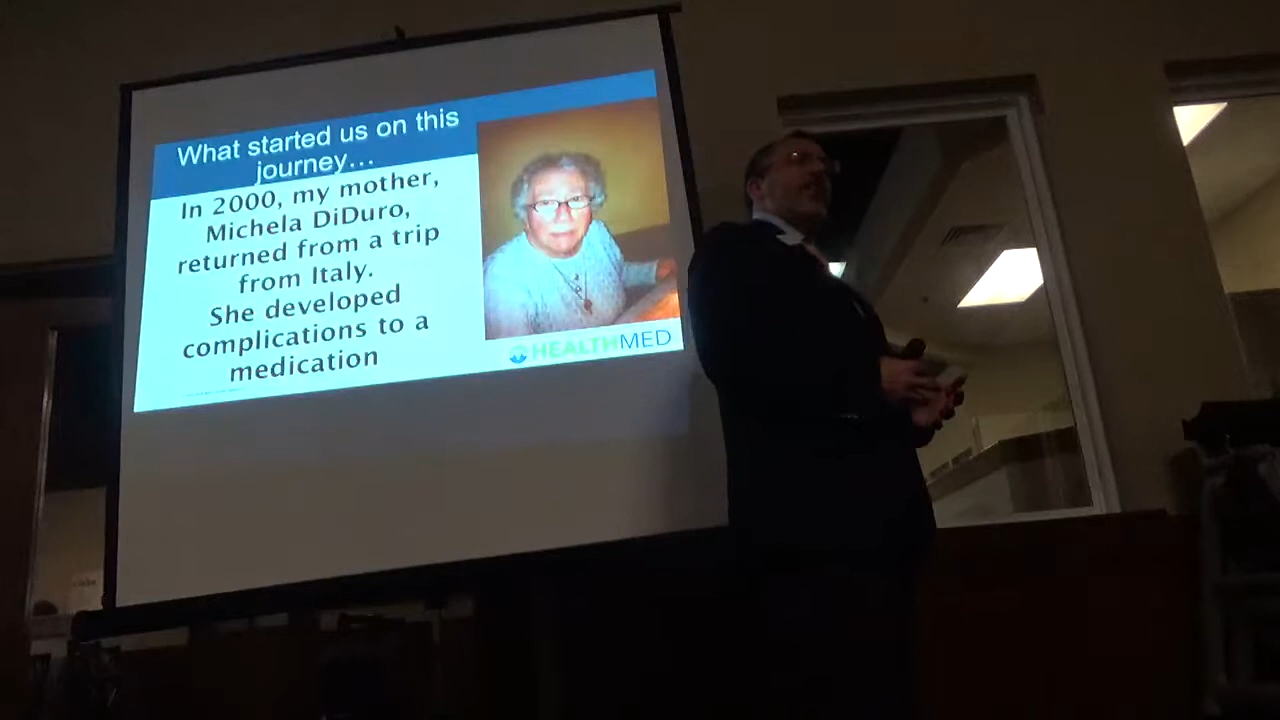 What started us on this
journey...
In 2000, my mother,
Michela DiDuro,
returned from a trip
from Italy.
She developed
complications to a
medication
HEALTHMED